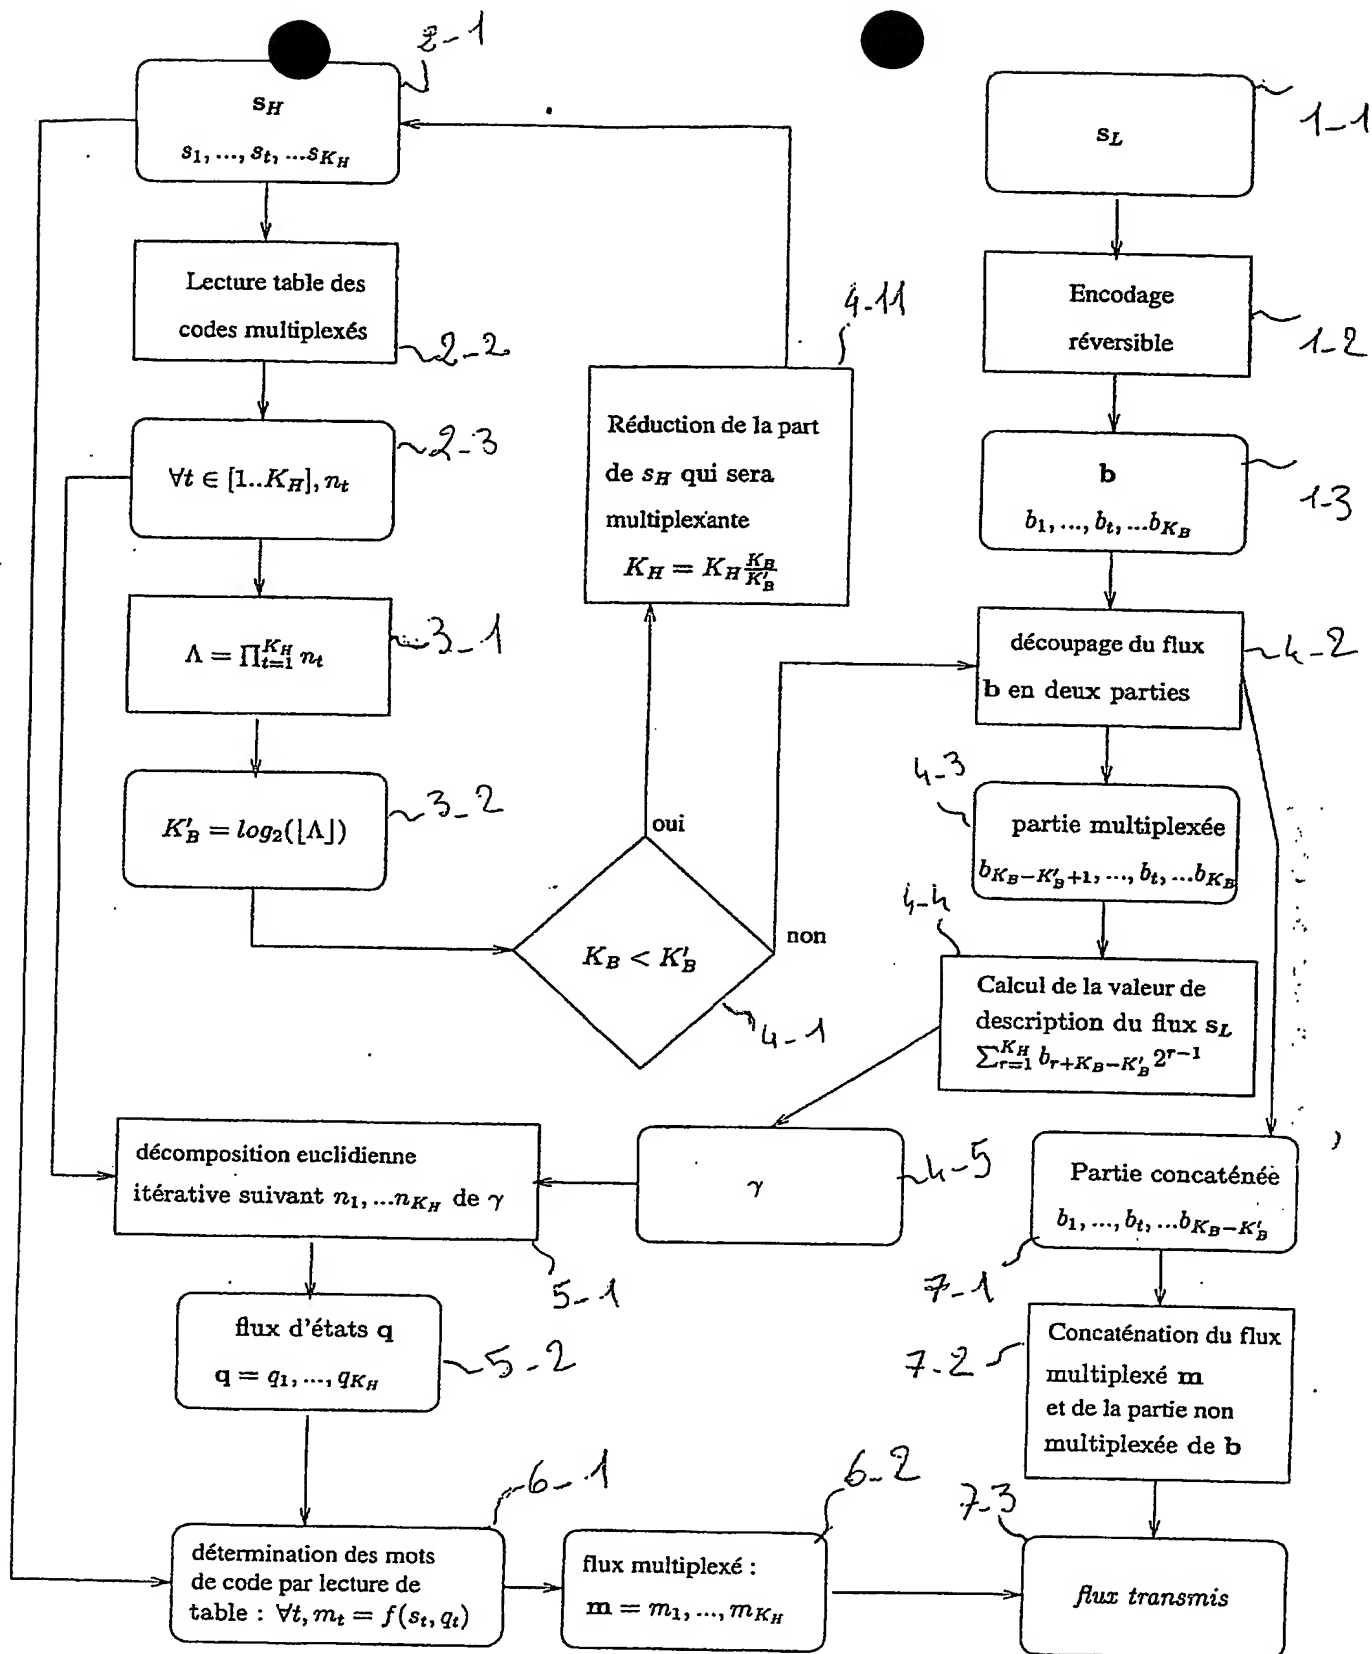 2-1
s_H
s_1, ..., s_t, ...s_{K_H}
Lecture table des
codes multiplexés
2-2
2-3
∀t ∈ [1..K_H], n_t
3-1
Λ = ∏_{t=1}^{K_H} n_t
3-2
K'_B = log_2(⌊Λ⌋)
4-11
Réduction de la part
de s_H qui sera
multiplexante
K_H = K_H \frac{K_B}{K'_B}
oui
K_B < K'_B
non
4-1
1-1
s_L
Encodage
réversible
1-2
b
b_1, ..., b_t, ...b_{K_B}
1-3
découpage du flux
b en deux parties
4-2
4-3
partie multiplexée
b_{K_B-K'_B+1}, ..., b_t, ...b_{K_B}
4-4
Calcul de la valeur de
description du flux s_L
∑_{r=1}^{K_H} b_{r+K_B-K'_B} 2^{r-1}
γ
4-5
décomposition euclidienne
itérative suivant n_1, ...n_{K_H} de γ
5-1
flux d'états q
q = q_1, ..., q_{K_H}
5-2
Partie concaténée
b_1, ..., b_t, ...b_{K_B-K'_B}
7-1
7-2
Concaténation du flux
multiplexé m
et de la partie non
multiplexée de b
6-1
détermination des mots
de code par lecture de
table : ∀t, m_t = f(s_t, q_t)
6-2
flux multiplexé :
m = m_1, ..., m_{K_H}
7-3
flux transmis